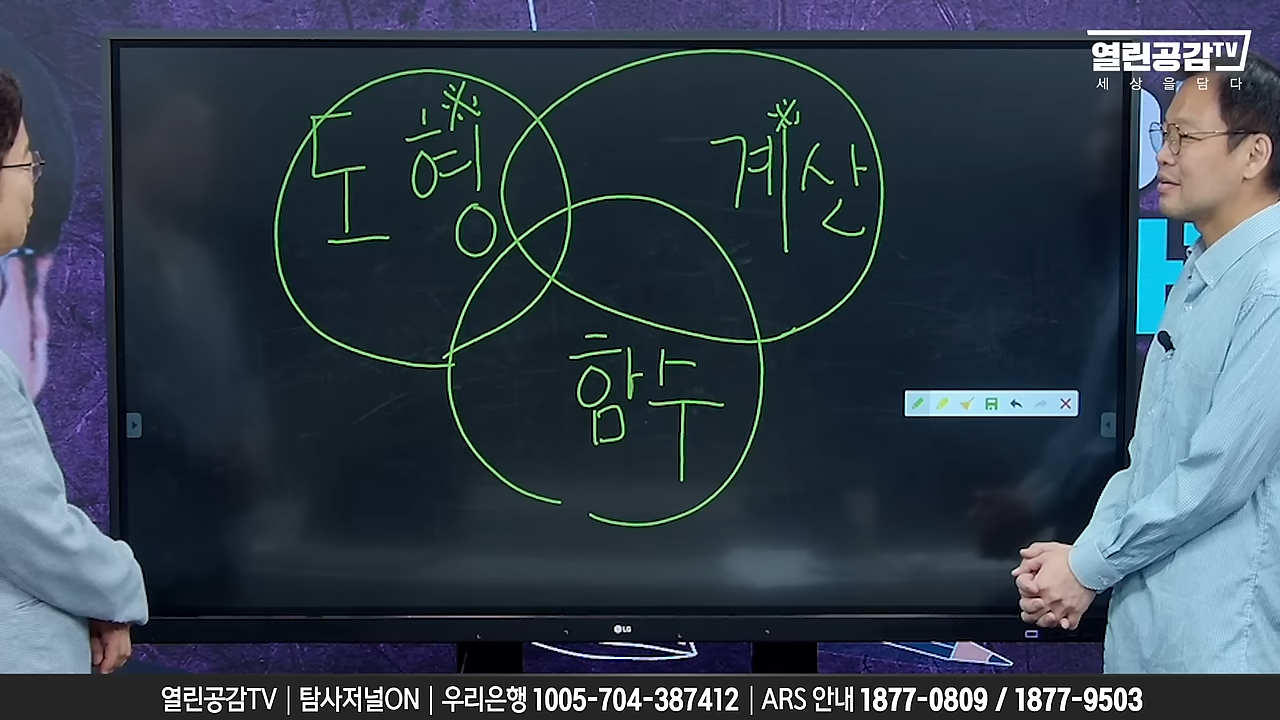 열린공감TV
세상을담다
※ ※
도형 계산
함수
LG
열린공감TV | 탐사저널ON | 우리은행 1005-704-387412 | ARS 안내 1877-0809 / 1877-9503